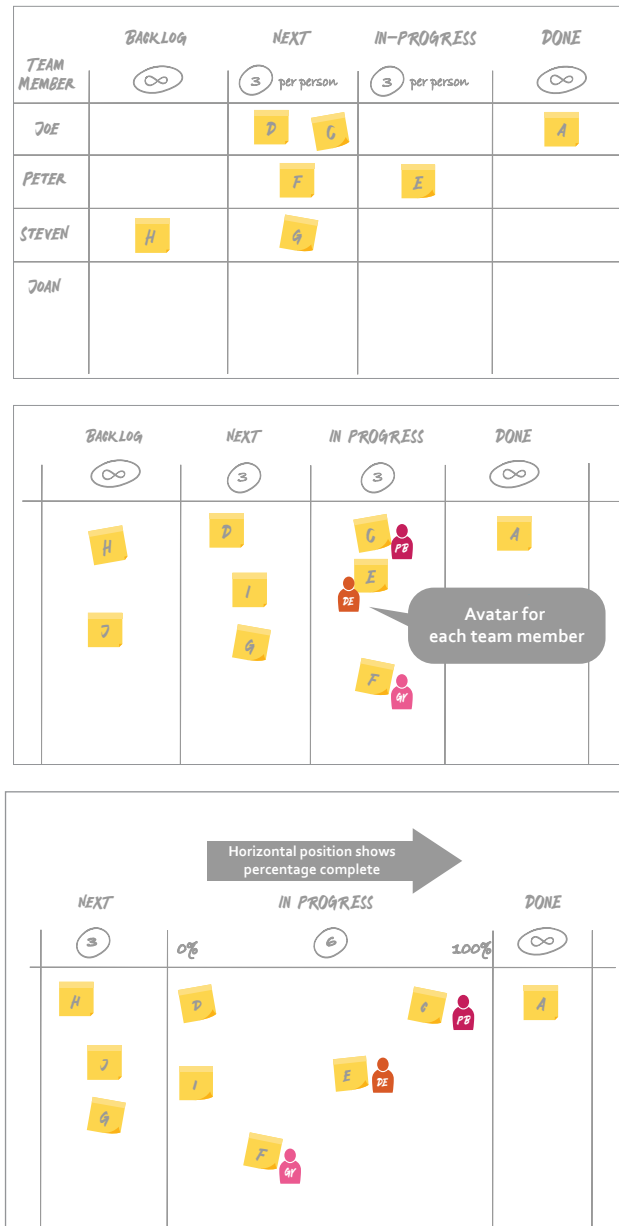 BACKLOG NEXT IN-PROGRESS DONE
TEAM
MEMBER
∞ 3 per person 3 per person ∞
JOE D C A
PETER F E
STEVEN H G
JOAN
BACKLOG NEXT IN PROGRESS DONE
∞ 3 3 ∞
H D C PB A
I E DE
J G
F GY
Avatar for
each team member
Horizontal position shows
percentage complete
NEXT IN PROGRESS DONE
3 0% 6 100% ∞
H D C PB A
J I E DE
G F GY